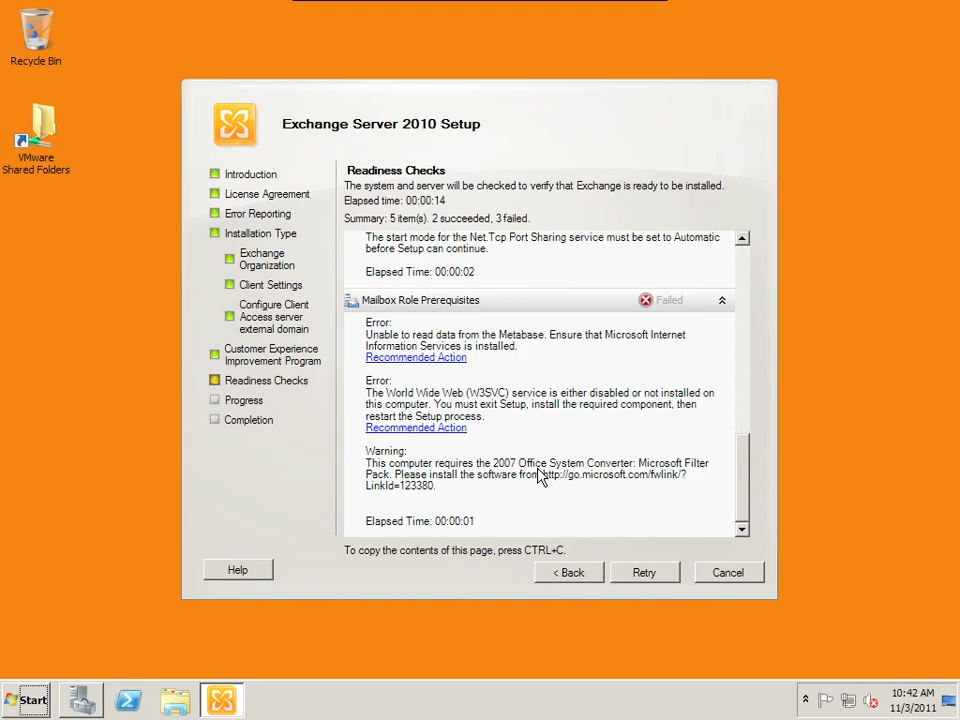 Recycle Bin
VMware
Shared Folders
Exchange Server 2010 Setup
Introduction
License Agreement
Error Reporting
Installation Type
Exchange
Organization
Client Settings
Configure Client
Access server
external domain
Customer Experience
Improvement Program
Readiness Checks
Progress
Completion
Readiness Checks
The system and server will be checked to verify that Exchange is ready to be installed.
Elapsed time: 00:00:14
Summary: 5 item(s). 2 succeeded, 3 failed.
The start mode for the Net.Tcp Port Sharing service must be set to Automatic
before Setup can continue.
Elapsed Time: 00:00:02
Mailbox Role Prerequisites
Failed
Error:
Unable to read data from the Metabase. Ensure that Microsoft Internet
Information Services is installed.
Recommended Action
Error:
The World Wide Web (W3SVC) service is either disabled or not installed on
this computer. You must exit Setup, install the required component, then
restart the Setup process.
Recommended Action
Warning:
This computer requires the 2007 Office System Converter: Microsoft Filter
Pack. Please install the software from http://go.microsoft.com/fwlink/?
LinkId=123380.
Elapsed Time: 00:00:01
To copy the contents of this page, press CTRL+C.
Help
< Back
Retry
Cancel
Start
10:42 AM
11/3/2011